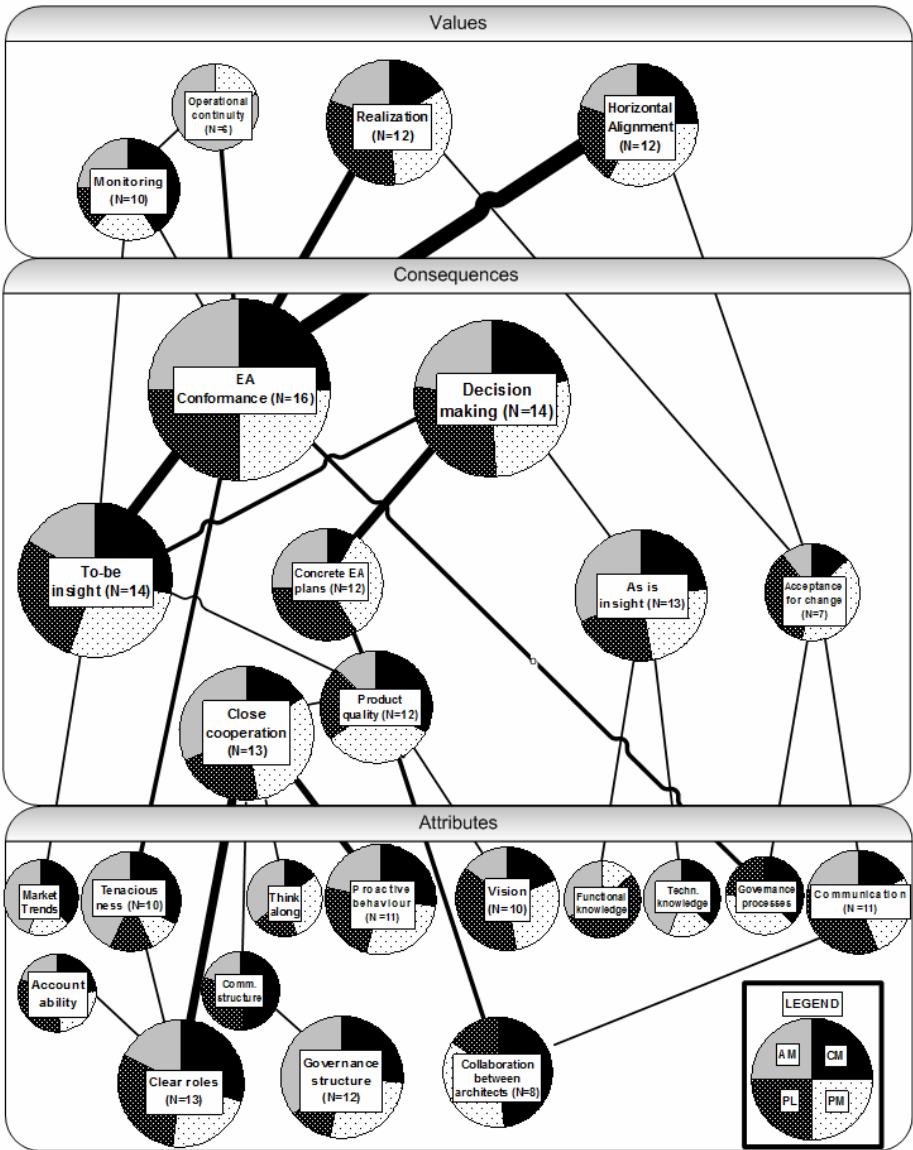 Values
Operational
continuity
(N=6)
Realization
(N=12)
Horizontal
Alignment
(N=12)
Monitoring
(N=10)
Consequences
EA
Conformance (N=16)
Decision
making (N=14)
To-be
insight (N=14)
Concrete EA
plans (N=12)
As is
insight (N=13)
Acceptance
for change
(N=7)
Close
cooperation
(N=13)
Product
quality (N=12)
Attributes
Market
Trends
Tenacious
ness (N=10)
Think
along
Proactive
behaviour
(N=11)
Vision
(N=10)
Functional
knowledge
Techn.
knowledge
Governance
processes
Communication
(N=11)
Account
ability
Comm.
structure
Clear roles
(N=13)
Governance
structure
(N=12)
Collaboration
between
architects (N=8)
LEGEND
AM
CM
PL
PM